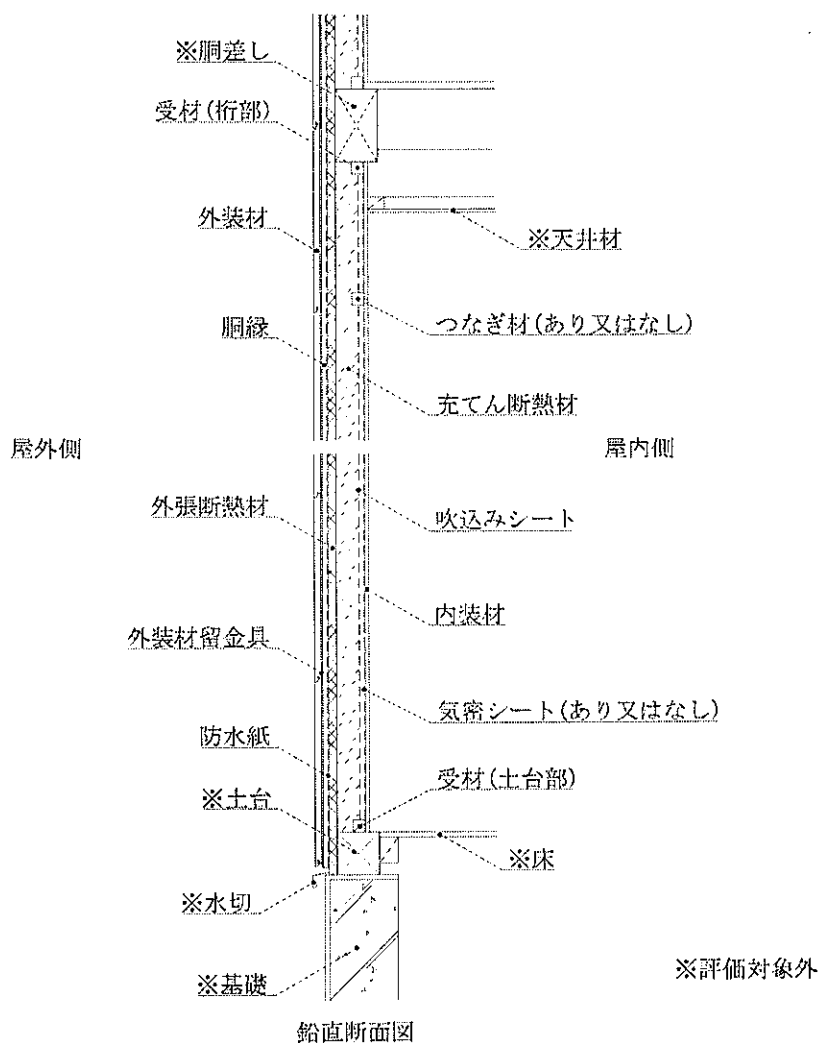 ※胴差し
受材(桁部)
外装材
※天井材
つなぎ材(あり又はなし)
胴縁
充てん断熱材
屋外側
屋内側
外張断熱材
吹込みシート
内装材
外装材留金具
気密シート(あり又はなし)
防水紙
受材(土台部)
※土台
※床
※水切
※基礎
※評価対象外
鉛直断面図